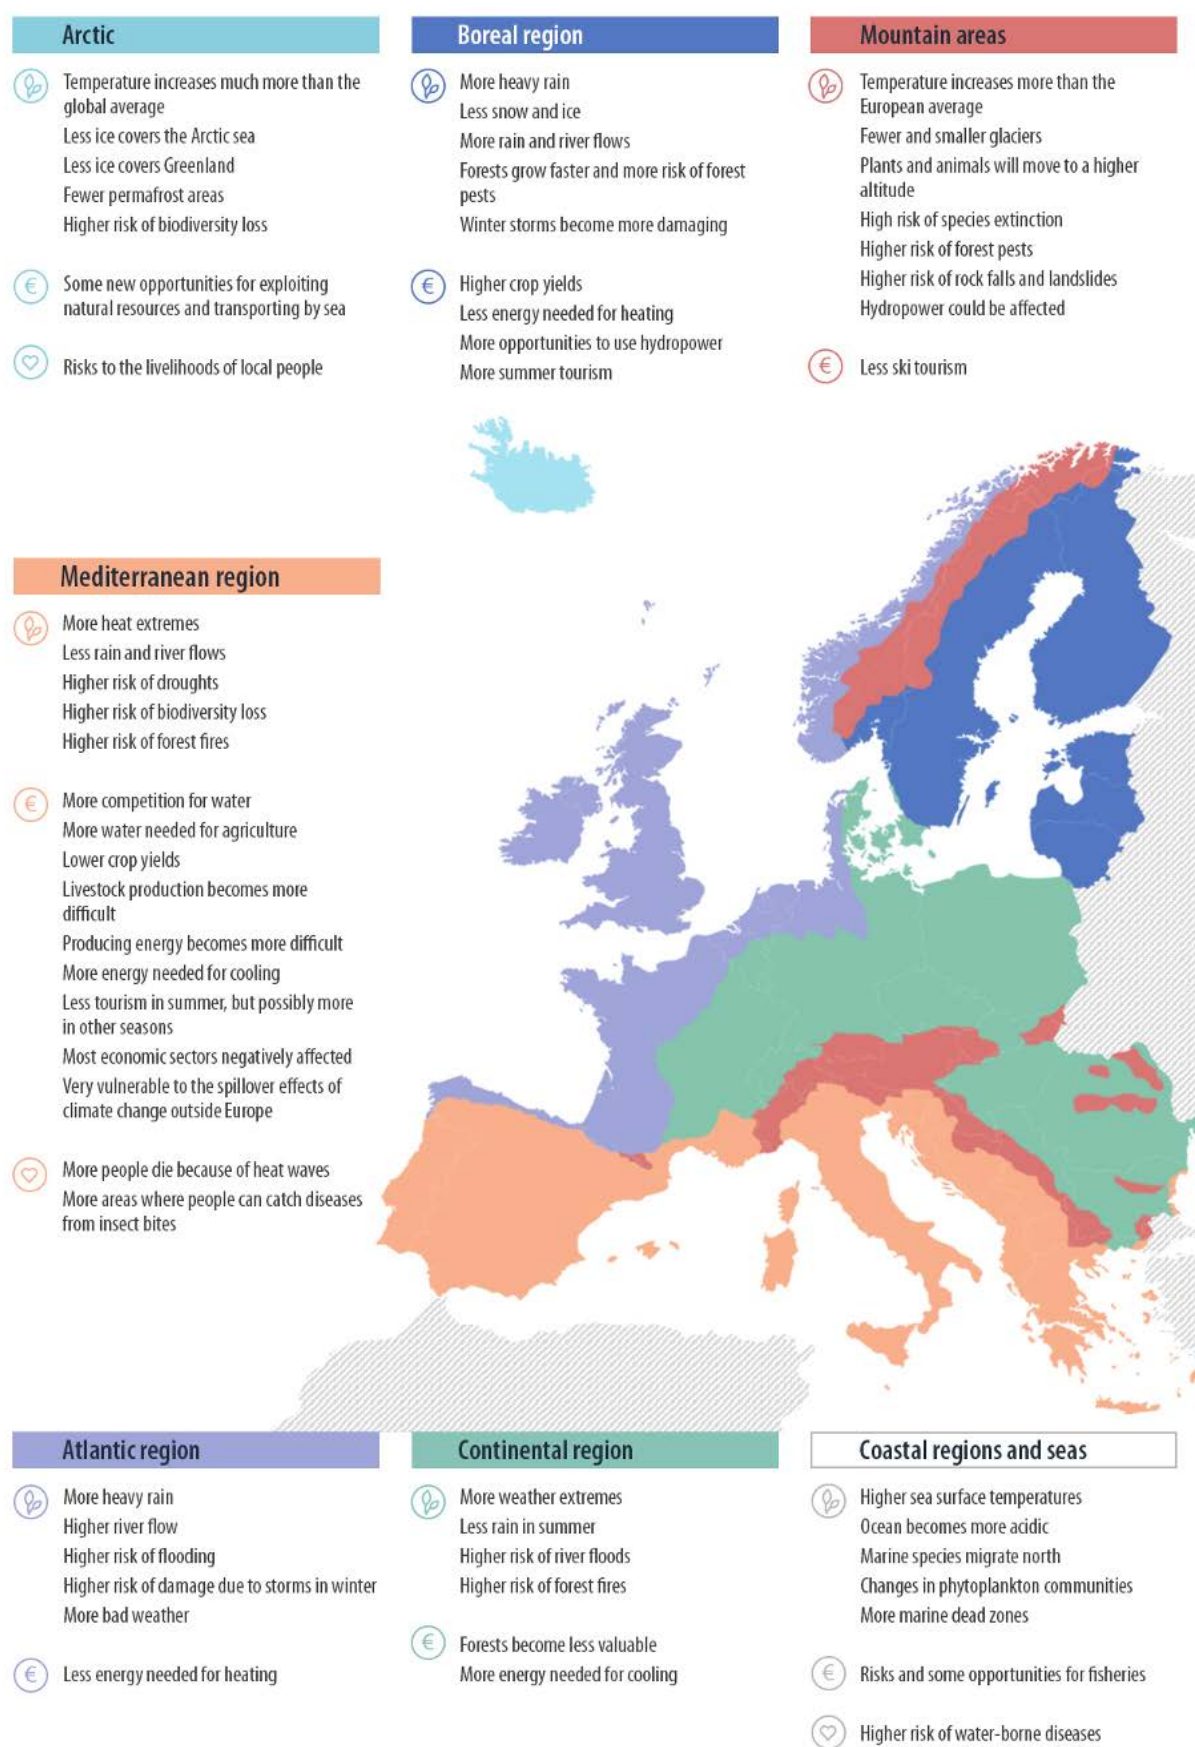 Arctic
Temperature increases much more than the
global average
Less ice covers the Arctic sea
Less ice covers Greenland
Fewer permafrost areas
Higher risk of biodiversity loss
€
Some new opportunities for exploiting
natural resources and transporting by sea
Risks to the livelihoods of local people
Boreal region
More heavy rain
Less snow and ice
More rain and river flows
Forests grow faster and more risk of forest
pests
Winter storms become more damaging
€
Higher crop yields
Less energy needed for heating
More opportunities to use hydropower
More summer tourism
Mountain areas
Temperature increases more than the
European average
Fewer and smaller glaciers
Plants and animals will move to a higher
altitude
High risk of species extinction
Higher risk of forest pests
Higher risk of rock falls and landslides
Hydropower could be affected
€
Less ski tourism
Mediterranean region
More heat extremes
Less rain and river flows
Higher risk of droughts
Higher risk of biodiversity loss
Higher risk of forest fires
€
More competition for water
More water needed for agriculture
Lower crop yields
Livestock production becomes more
difficult
Producing energy becomes more difficult
More energy needed for cooling
Less tourism in summer, but possibly more
in other seasons
Most economic sectors negatively affected
Very vulnerable to the spillover effects of
climate change outside Europe
More people die because of heat waves
More areas where people can catch diseases
from insect bites
Atlantic region
More heavy rain
Higher river flow
Higher risk of flooding
Higher risk of damage due to storms in winter
More bad weather
€
Less energy needed for heating
Continental region
More weather extremes
Less rain in summer
Higher risk of river floods
Higher risk of forest fires
€
Forests become less valuable
More energy needed for cooling
Coastal regions and seas
Higher sea surface temperatures
Ocean becomes more acidic
Marine species migrate north
Changes in phytoplankton communities
More marine dead zones
€
Risks and some opportunities for fisheries
Higher risk of water-borne diseases